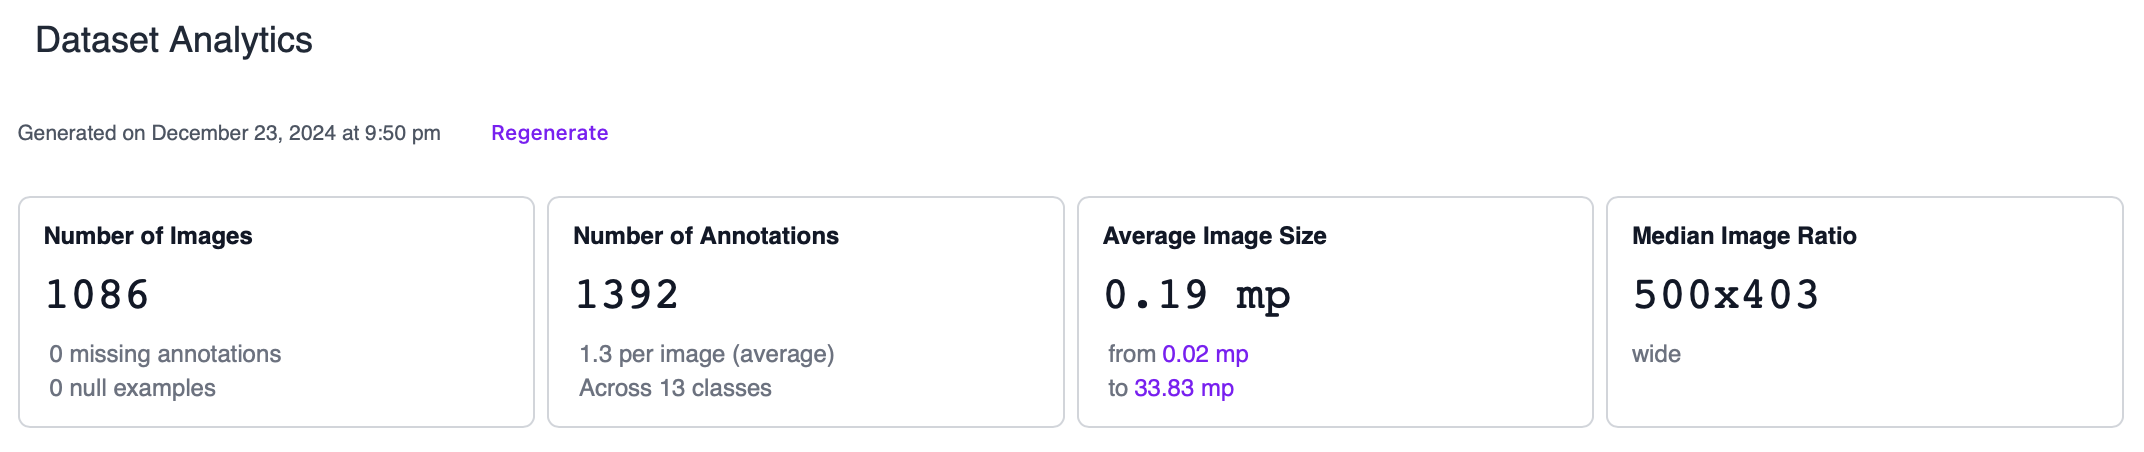 Dataset Analytics
Generated on December 23, 2024 at 9:50 pm Regenerate
Number of Images
1086
0 missing annotations
0 null examples
Number of Annotations
1392
1.3 per image (average)
Across 13 classes
Average Image Size
0.19 mp
from 0.02 mp
to 33.83 mp
Median Image Ratio
500x403
wide